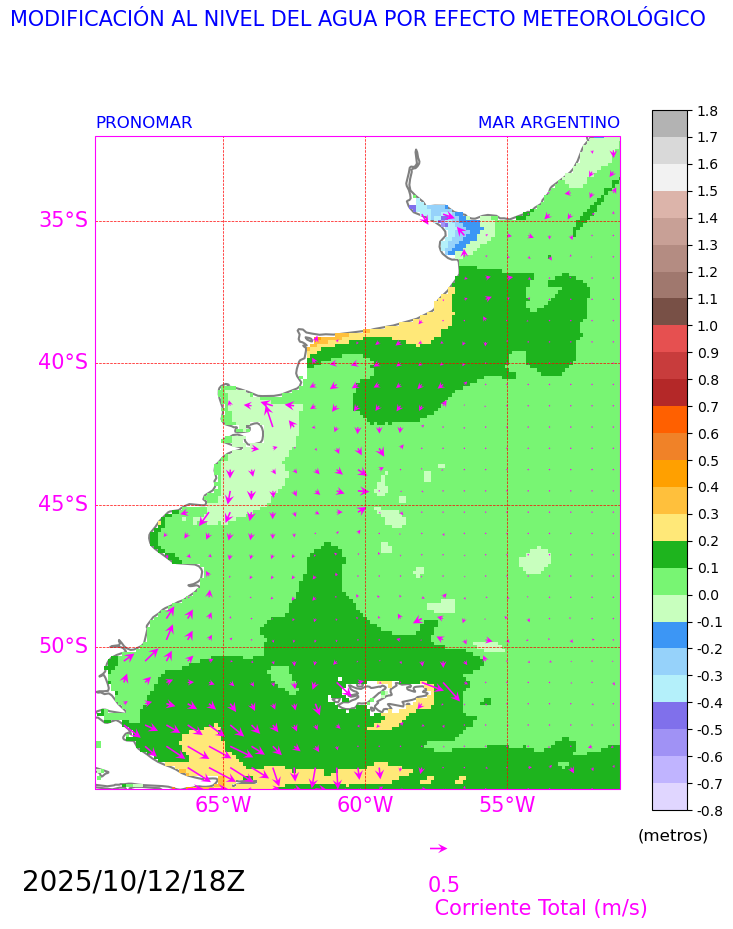 MODIFICACIÓN AL NIVEL DEL AGUA POR EFECTO METEOROLÓGICO
PRONOMAR
MAR ARGENTINO
1.8
1.7
1.6
1.5
1.4
1.3
1.2
1.1
1.0
0.9
0.8
0.7
0.6
0.5
0.4
0.3
0.2
0.1
0.0
-0.1
-0.2
-0.3
-0.4
-0.5
-0.6
-0.7
-0.8
(metros)
35°S
40°S
45°S
50°S
65°W
60°W
55°W
2025/10/12/18Z
0.5
Corriente Total (m/s)